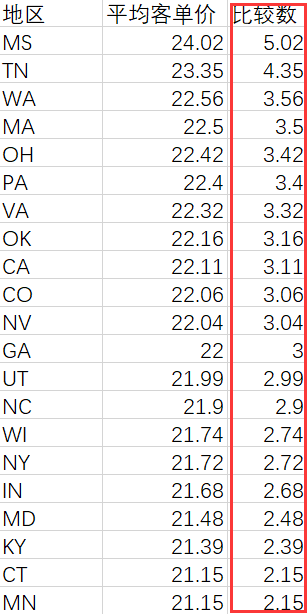 地区 平均客单价 比较数
MS 24.02 5.02
TN 23.35 4.35
WA 22.56 3.56
MA 22.5 3.5
OH 22.42 3.42
PA 22.4 3.4
VA 22.32 3.32
OK 22.16 3.16
CA 22.11 3.11
CO 22.06 3.06
NV 22.04 3.04
GA 22 3
UT 21.99 2.99
NC 21.9 2.9
WI 21.74 2.74
NY 21.72 2.72
IN 21.68 2.68
MD 21.48 2.48
KY 21.39 2.39
CT 21.15 2.15
MN 21.15 2.15